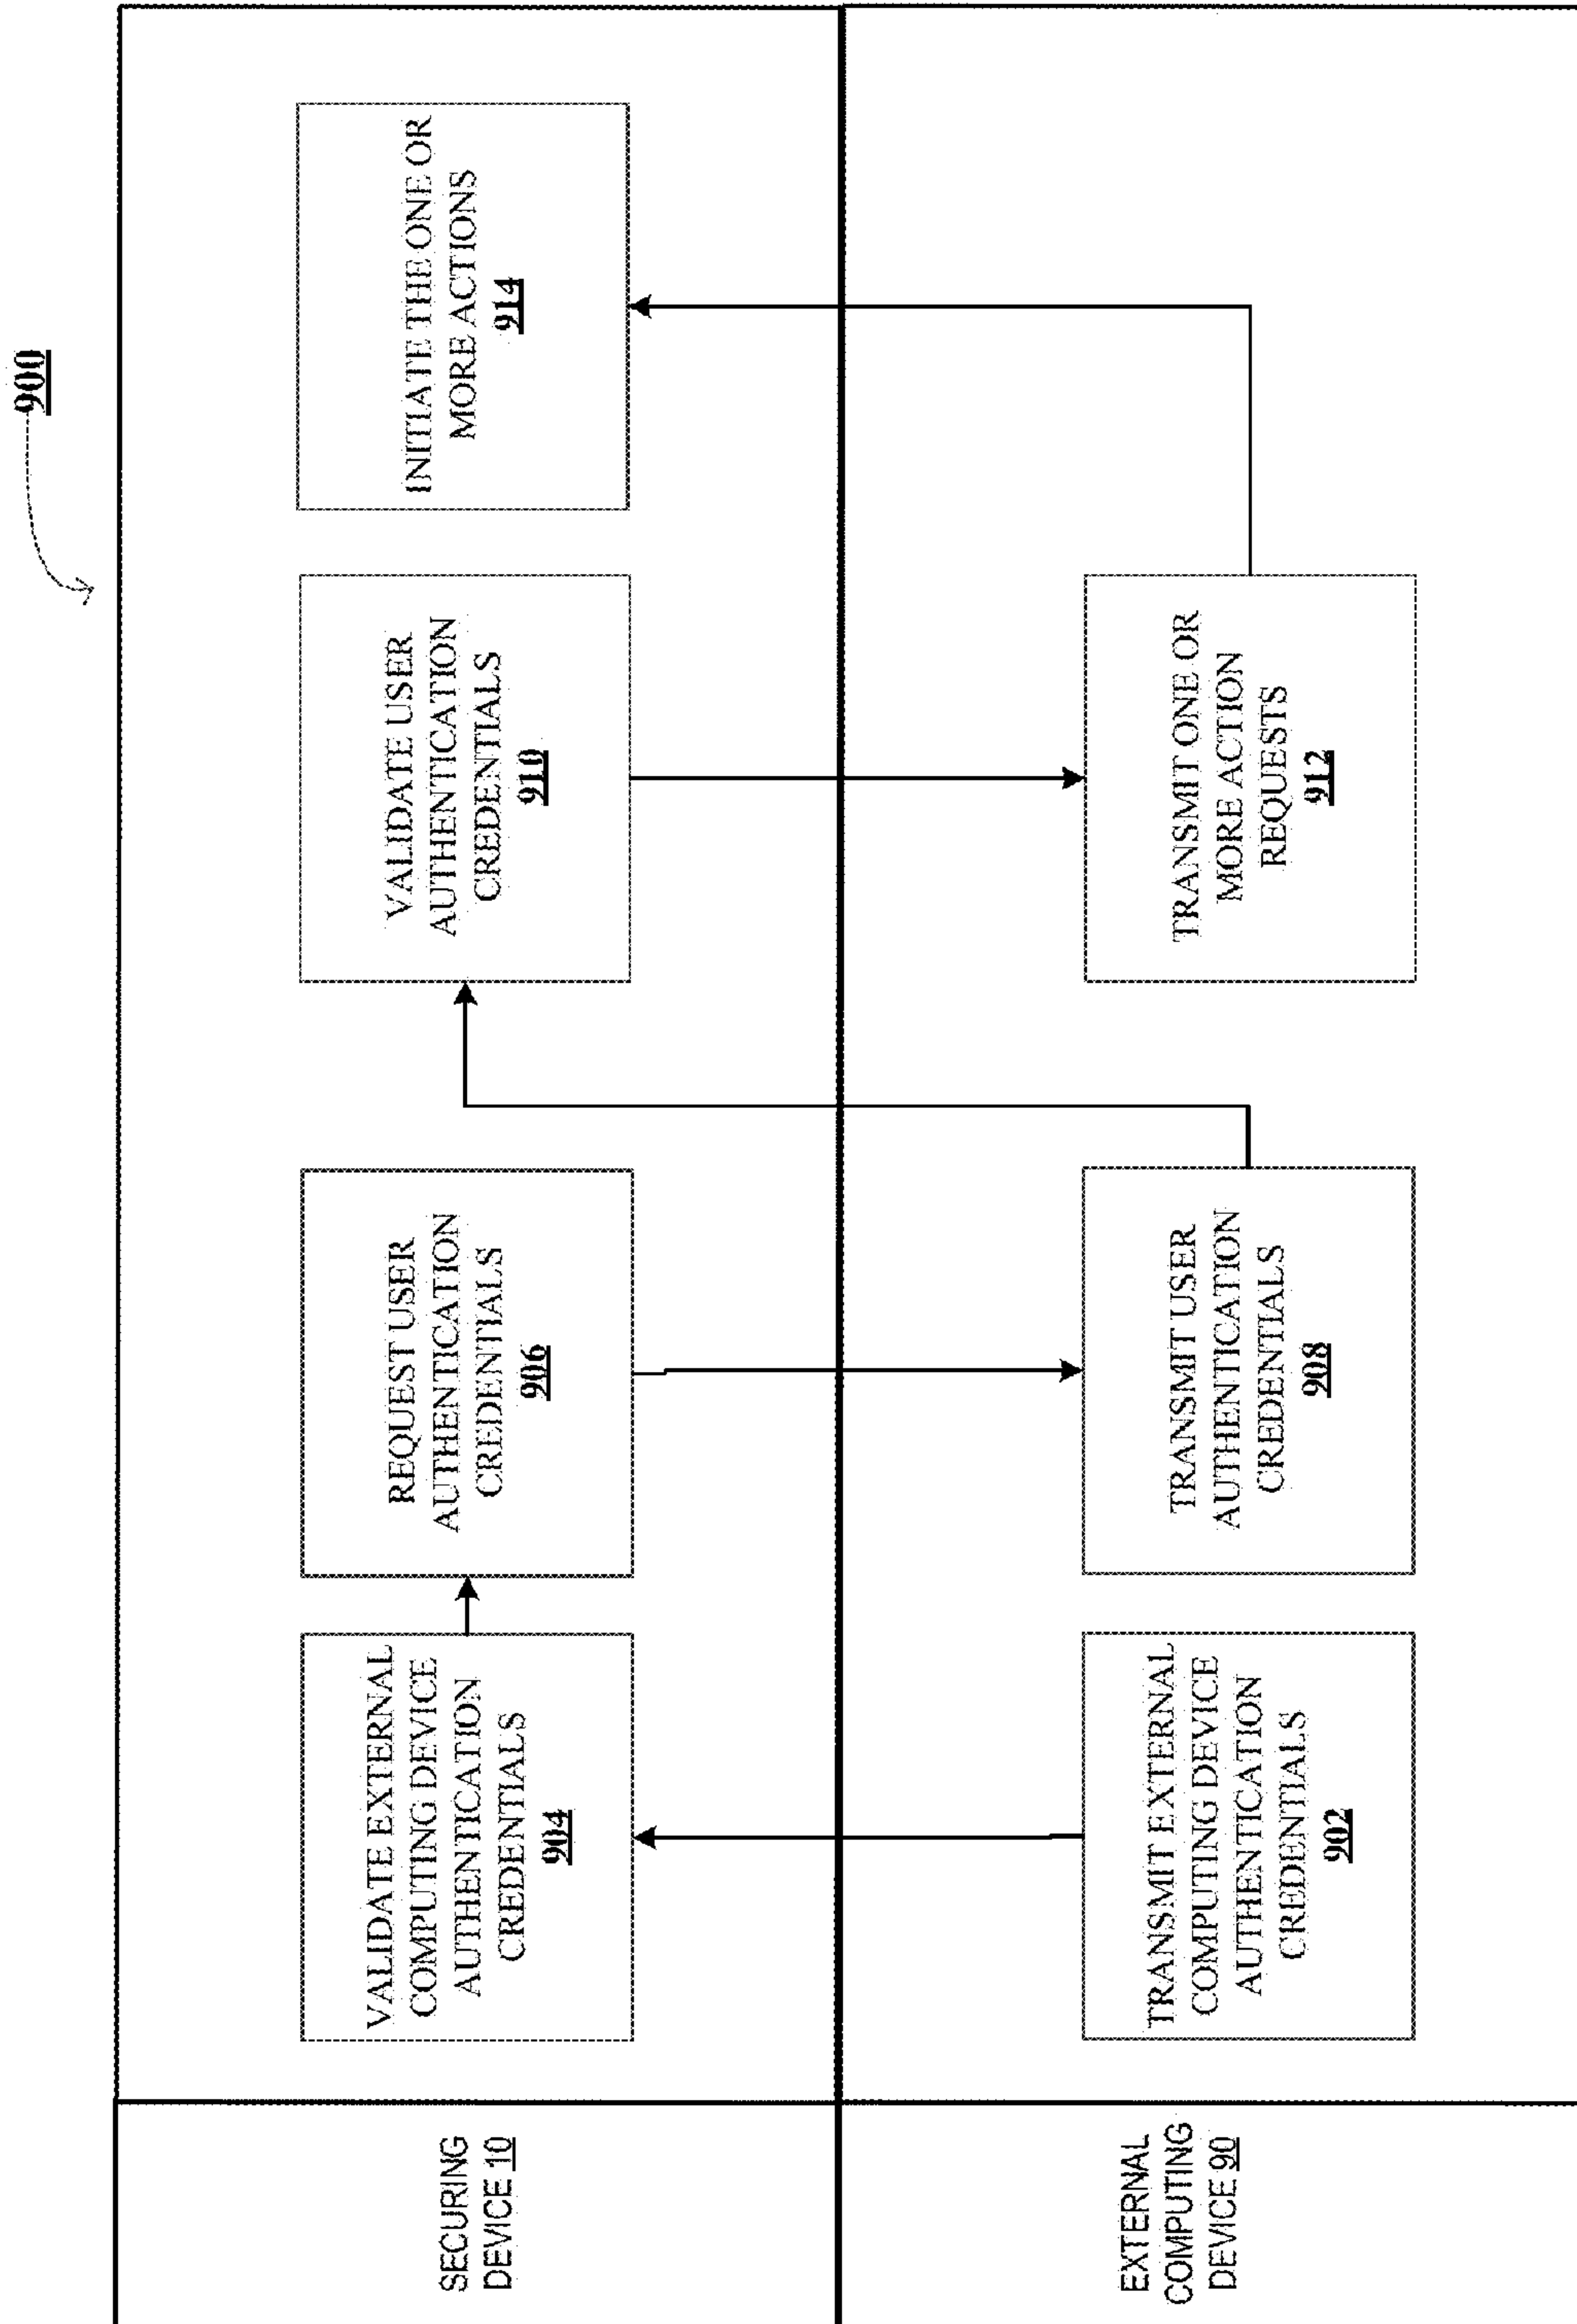 900
SECURING
DEVICE 10
VALIDATE EXTERNAL
COMPUTING DEVICE
AUTHENTICATION
CREDENTIALS
904
REQUEST USER
AUTHENTICATION
CREDENTIALS
906
VALIDATE USER
AUTHENTICATION
CREDENTIALS
910
INITIATE THE ONE OR
MORE ACTIONS
914
EXTERNAL
COMPUTING
DEVICE 90
TRANSMIT EXTERNAL
COMPUTING DEVICE
AUTHENTICATION
CREDENTIALS
902
TRANSMIT USER
AUTHENTICATION
CREDENTIALS
908
TRANSMIT ONE OR
MORE ACTION
REQUESTS
912